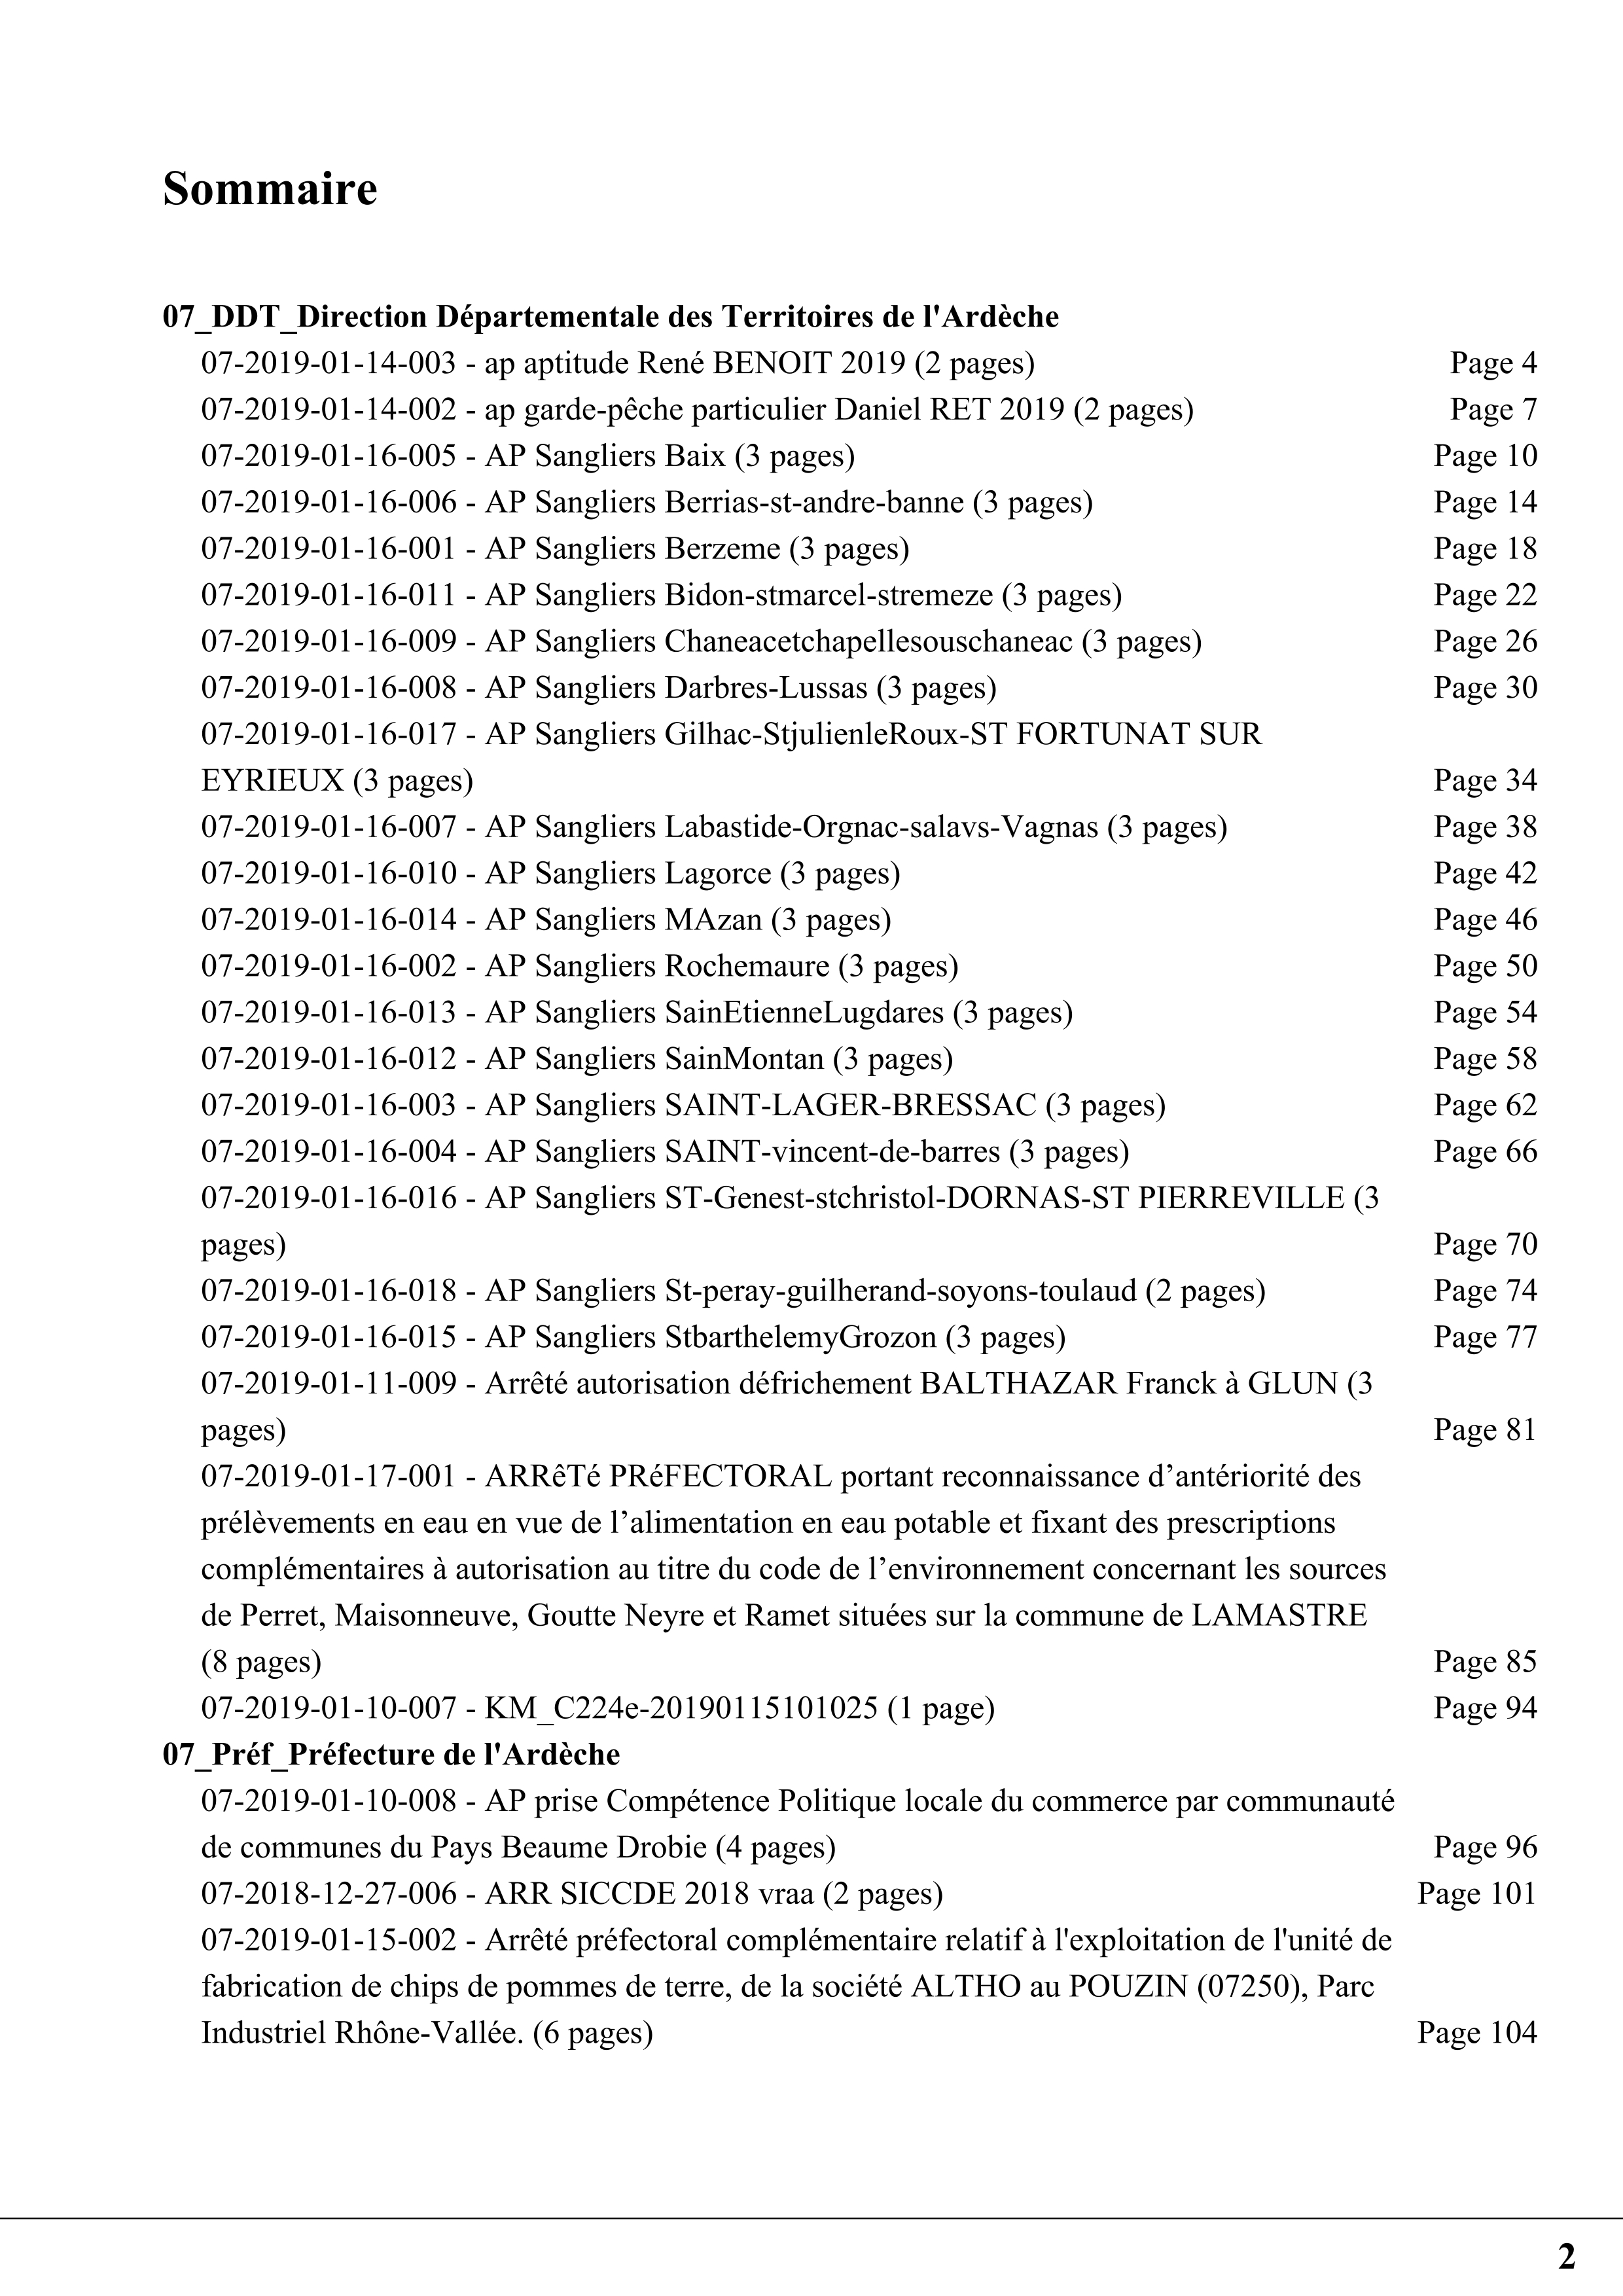 Sommaire
07_DDT_Direction Départementale des Territoires de l'Ardèche
07-2019-01-14-003 - ap aptitude René BENOIT 2019 (2 pages) Page 4
07-2019-01-14-002 - ap garde-pêche particulier Daniel RET 2019 (2 pages) Page 7
07-2019-01-16-005 - AP Sangliers Baix (3 pages) Page 10
07-2019-01-16-006 - AP Sangliers Berrias-st-andre-banne (3 pages) Page 14
07-2019-01-16-001 - AP Sangliers Berzeme (3 pages) Page 18
07-2019-01-16-011 - AP Sangliers Bidon-stmarcel-stremeze (3 pages) Page 22
07-2019-01-16-009 - AP Sangliers Chaneacetchapellesouschaneac (3 pages) Page 26
07-2019-01-16-008 - AP Sangliers Darbres-Lussas (3 pages) Page 30
07-2019-01-16-017 - AP Sangliers Gilhac-StjulienleRoux-ST FORTUNAT SUR
EYRIEUX (3 pages) Page 34
07-2019-01-16-007 - AP Sangliers Labastide-Orgnac-salavs-Vagnas (3 pages) Page 38
07-2019-01-16-010 - AP Sangliers Lagorce (3 pages) Page 42
07-2019-01-16-014 - AP Sangliers MAzan (3 pages) Page 46
07-2019-01-16-002 - AP Sangliers Rochemaure (3 pages) Page 50
07-2019-01-16-013 - AP Sangliers SainEtienneLugdares (3 pages) Page 54
07-2019-01-16-012 - AP Sangliers SainMontan (3 pages) Page 58
07-2019-01-16-003 - AP Sangliers SAINT-LAGER-BRESSAC (3 pages) Page 62
07-2019-01-16-004 - AP Sangliers SAINT-vincent-de-barres (3 pages) Page 66
07-2019-01-16-016 - AP Sangliers ST-Genest-stchristol-DORNAS-ST PIERREVILLE (3
pages) Page 70
07-2019-01-16-018 - AP Sangliers St-peray-guilherand-soyons-toulaud (2 pages) Page 74
07-2019-01-16-015 - AP Sangliers StbarthelemyGrozon (3 pages) Page 77
07-2019-01-11-009 - Arrêté autorisation défrichement BALTHAZAR Franck à GLUN (3
pages) Page 81
07-2019-01-17-001 - ARRêTé PRéFECTORAL portant reconnaissance d’antériorité des
prélèvements en eau en vue de l’alimentation en eau potable et fixant des prescriptions
complémentaires à autorisation au titre du code de l’environnement concernant les sources
de Perret, Maisonneuve, Goutte Neyre et Ramet situées sur la commune de LAMASTRE
(8 pages) Page 85
07-2019-01-10-007 - KM_C224e-20190115101025 (1 page) Page 94
07_Préf_Préfecture de l'Ardèche
07-2019-01-10-008 - AP prise Compétence Politique locale du commerce par communauté
de communes du Pays Beaume Drobie (4 pages) Page 96
07-2018-12-27-006 - ARR SICCDE 2018 vraa (2 pages) Page 101
07-2019-01-15-002 - Arrêté préfectoral complémentaire relatif à l'exploitation de l'unité de
fabrication de chips de pommes de terre, de la société ALTHO au POUZIN (07250), Parc
Industriel Rhône-Vallée. (6 pages) Page 104
2